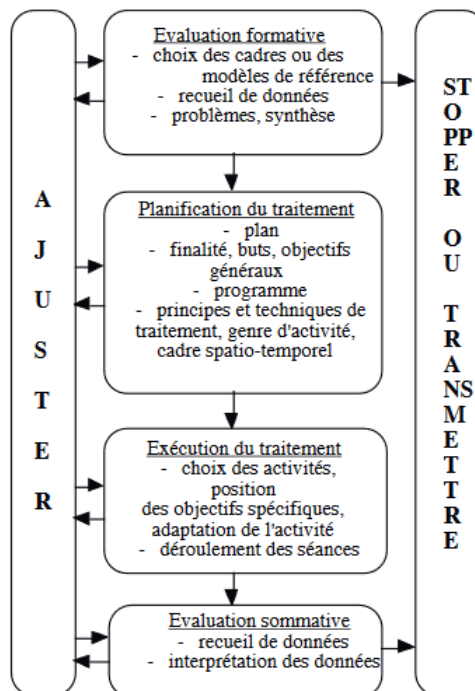 A
J
U
S
T
E
R
Evaluation formative
- choix des cadres ou des
modèles de référence
- recueil de données
- problèmes, synthèse
Planification du traitement
- plan
- finalité, buts, objectifs
généraux
- programme
- principes et techniques de
traitement, genre d'activité,
cadre spatio-temporel
Exécution du traitement
- choix des activités,
position
des objectifs spécifiques,
adaptation de l'activité
- déroulement des séances
Evaluation sommative
- recueil de données
- interprétation des données
ST
O
PP
E
R
OU
T
R
A
NS
M
E
T
T
R
E